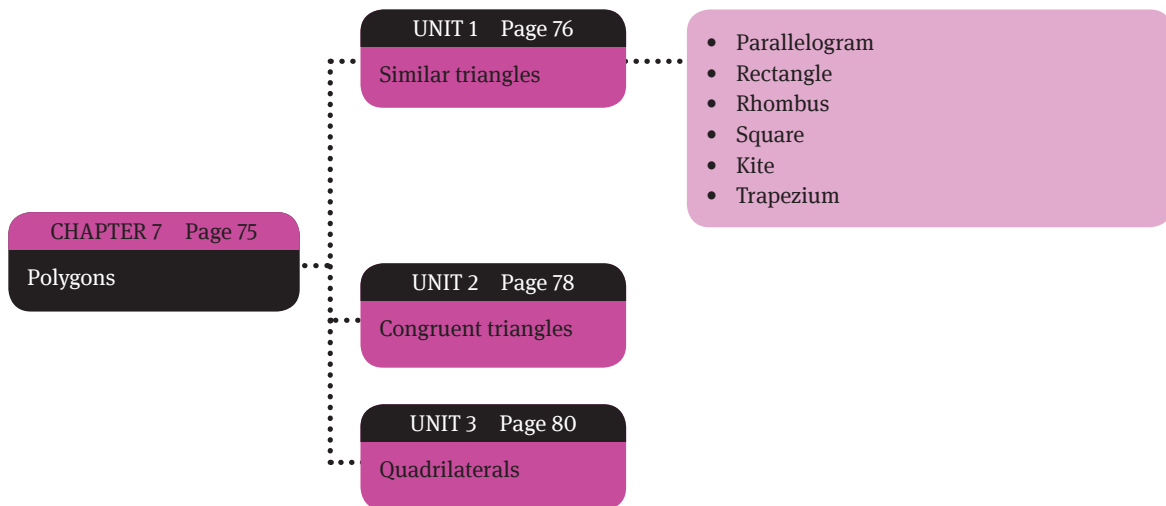 CHAPTER 7 Page 75
Polygons
UNIT 1 Page 76
Similar triangles
• Parallelogram
• Rectangle
• Rhombus
• Square
• Kite
• Trapezium
UNIT 2 Page 78
Congruent triangles
UNIT 3 Page 80
Quadrilaterals